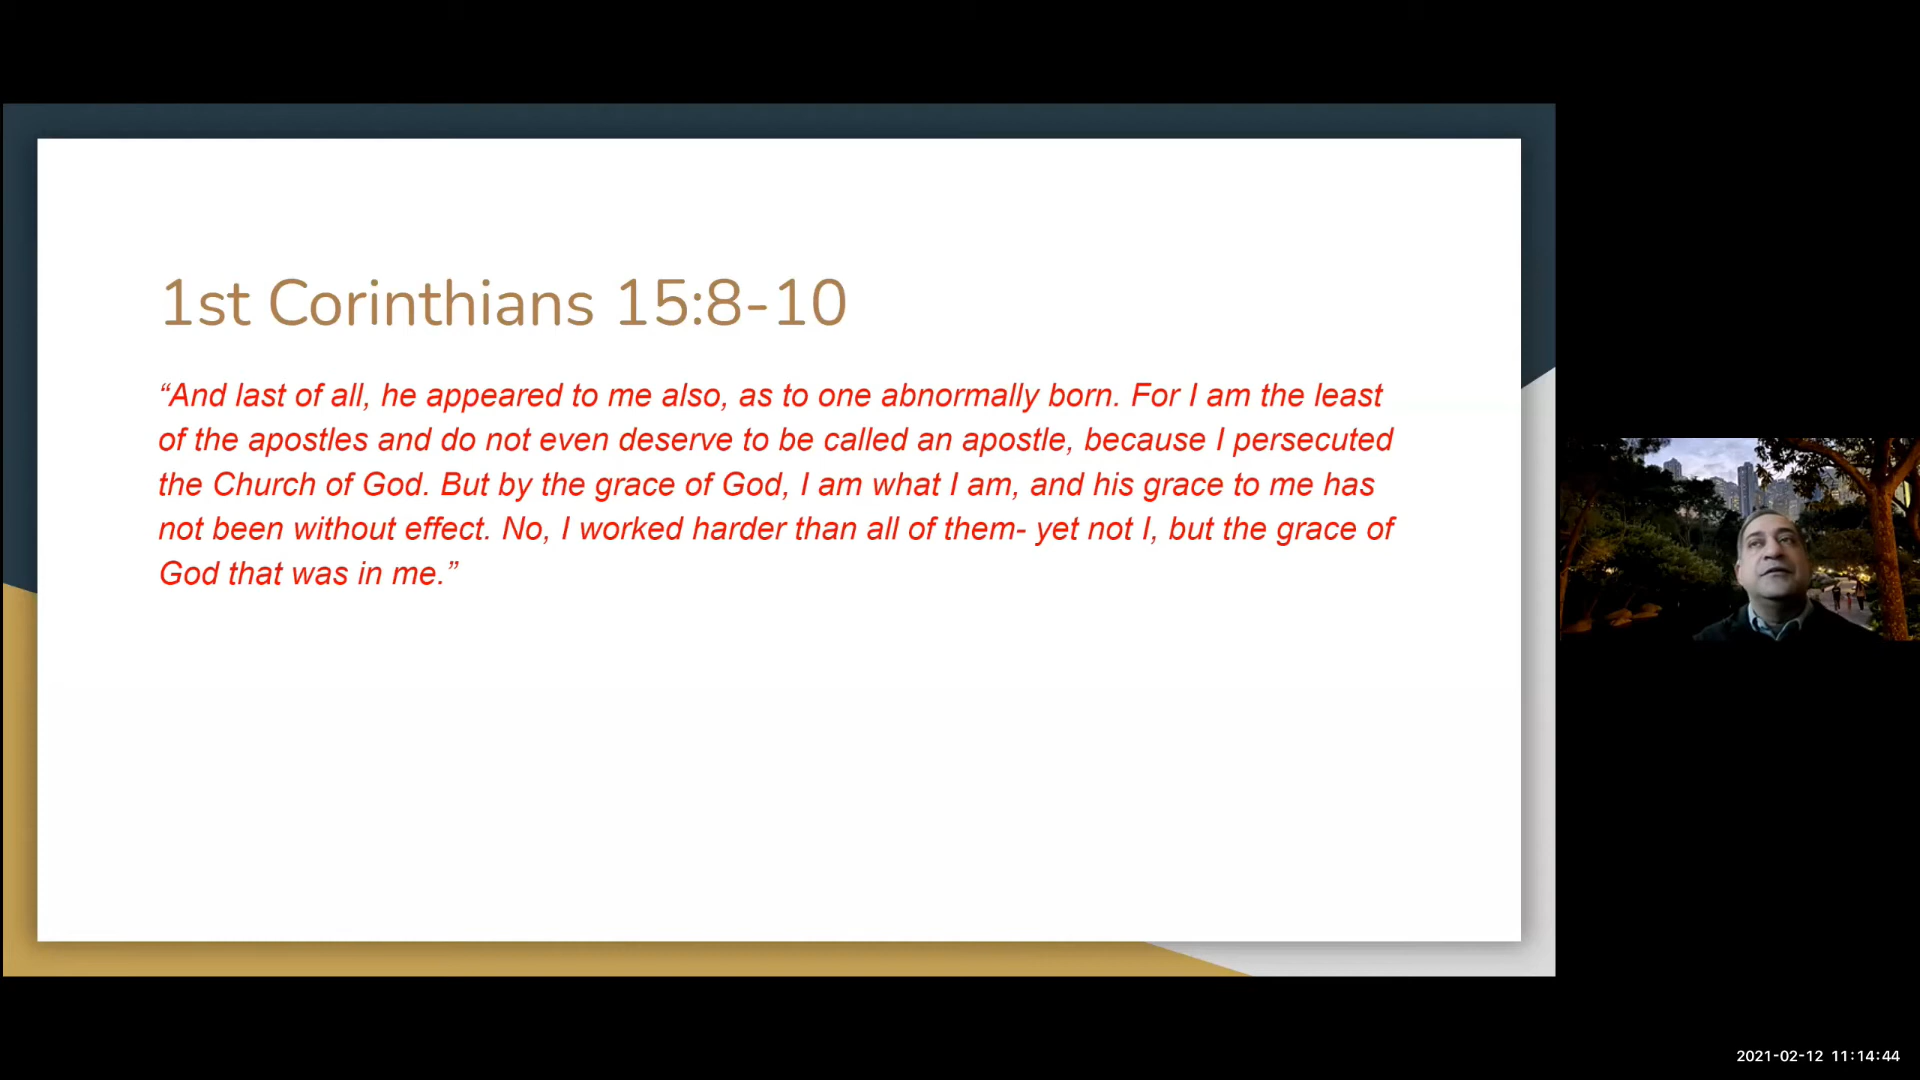 1st Corinthians 15:8-10
“And last of all, he appeared to me also, as to one abnormally born. For I am the least
of the apostles and do not even deserve to be called an apostle, because I persecuted
the Church of God. But by the grace of God, I am what I am, and his grace to me has
not been without effect. No, I worked harder than all of them- yet not I, but the grace of
God that was in me.”
2021-02-12 11:14:44